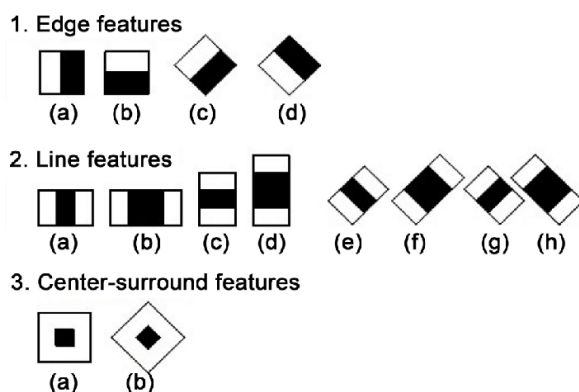 1. Edge features
(a) (b) (c) (d)
2. Line features
(a) (b) (c) (d) (e) (f) (g) (h)
3. Center-surround features
(a) (b)